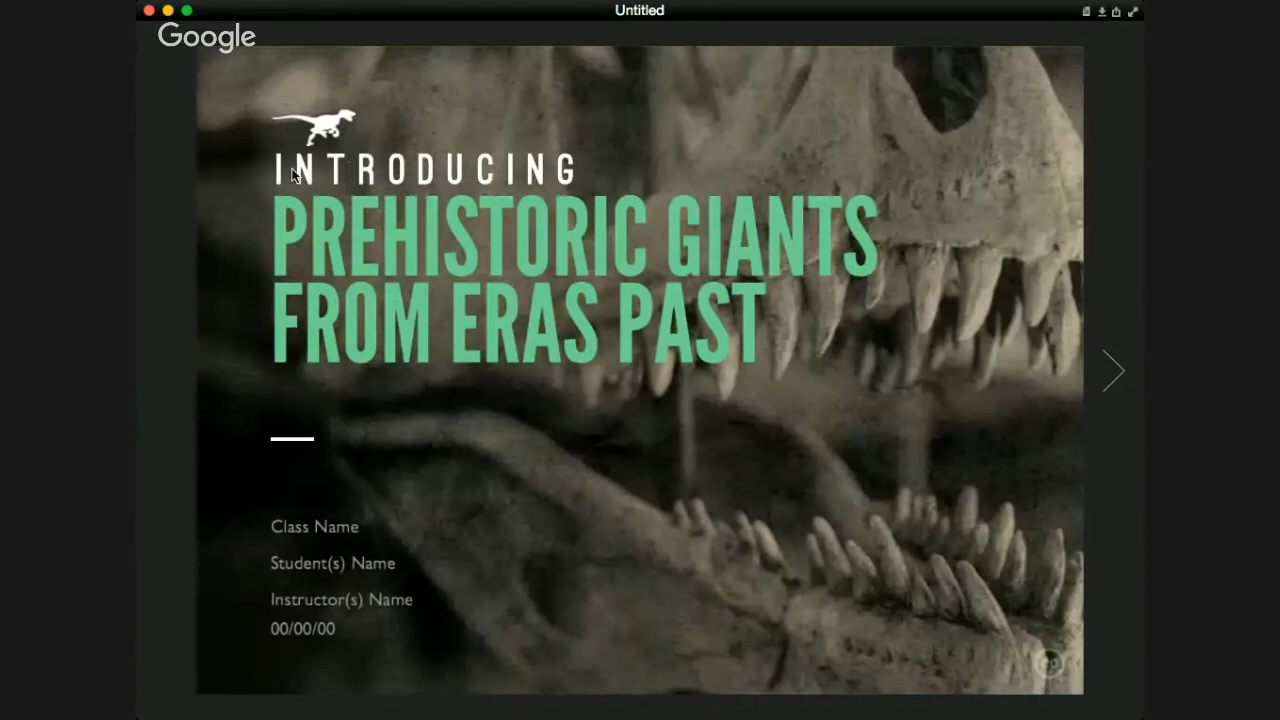 Untitled
Google
INTRODUCING
PREHISTORIC GIANTS
FROM ERAS PAST
Class Name
Student(s) Name
Instructor(s) Name
00/00/00